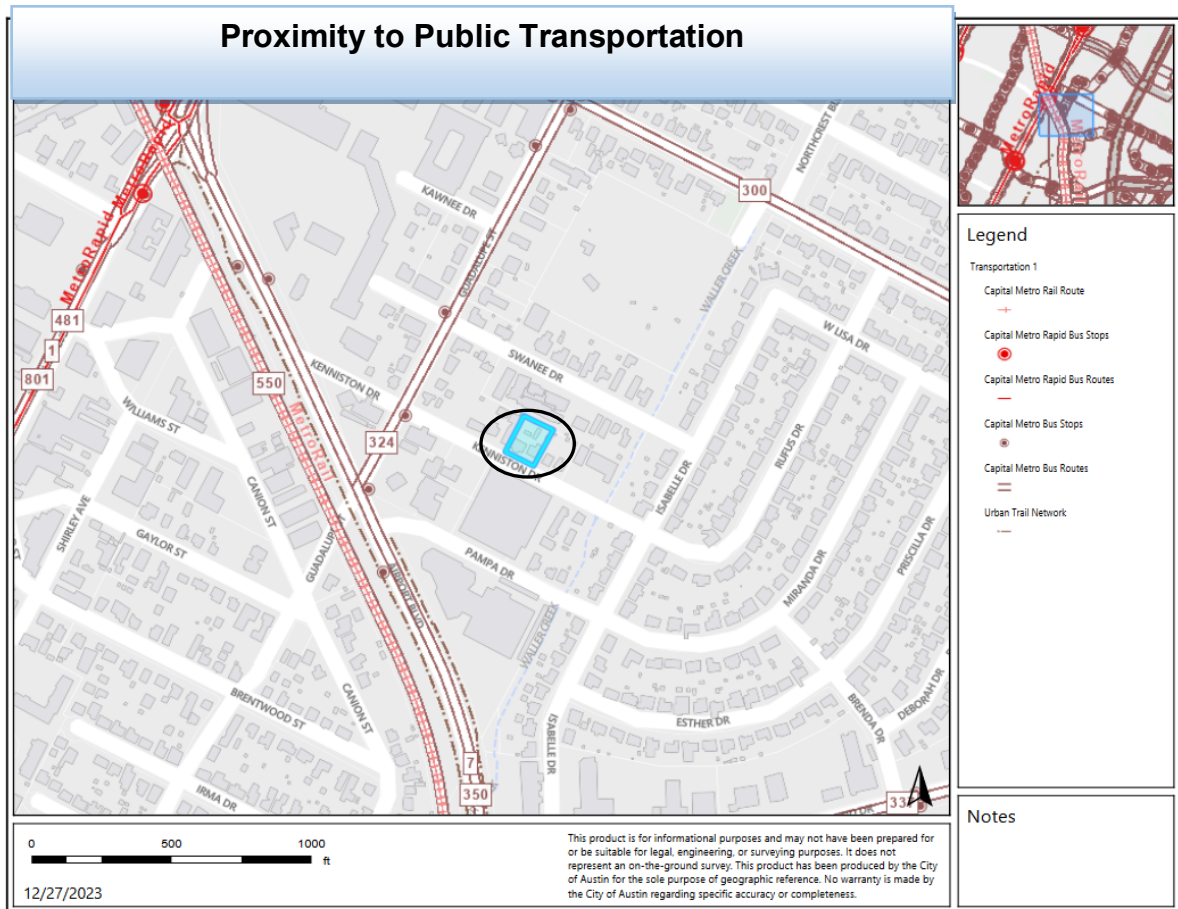 Proximity to Public Transportation
MetroRapid MetroRail
MetroRapid
MetroRail
NORTHCREST BL
KAWNEE DR
300
GUADALUPE ST
WALLER CREEK
481
1
801
SWANEE DR
W LISA DR
KENNISTON DR
550
MetroRail
WILLIAMS ST
324
KENNISTON DR
RUFUS DR
ISABELLE DR
CANION ST
SHIRLEY AVE
GAYLOR ST
GUADALUPE ST
PAMPA DR
PRISCILLA DR
MIRANDA DR
AIRPORT BLVD
WALLER CREEK
BRENTWOOD ST
CANION ST
ESTHER DR
ISABELLE DR
BRENDA DR
DEBORAH DR
7
350
IRMA DR
Legend
Transportation 1
Capital Metro Rail Route
Capital Metro Rapid Bus Stops
Capital Metro Rapid Bus Routes
Capital Metro Bus Stops
Capital Metro Bus Routes
Urban Trail Network
Notes
0 500 1000
ft
12/27/2023
This product is for informational purposes and may not have been prepared for
or be suitable for legal, engineering, or surveying purposes. It does not
represent an on-the-ground survey. This product has been produced by the City
of Austin for the sole purpose of geographic reference. No warranty is made by
the City of Austin regarding specific accuracy or completeness.